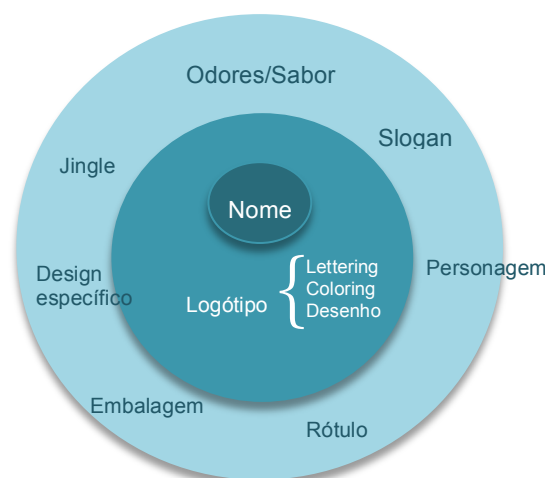 Odores/Sabor
Slogan
Jingle
Nome
Lettering
Personagem
Design
específico
Coloring
Logótipo
Desenho
Embalagem
Rótulo